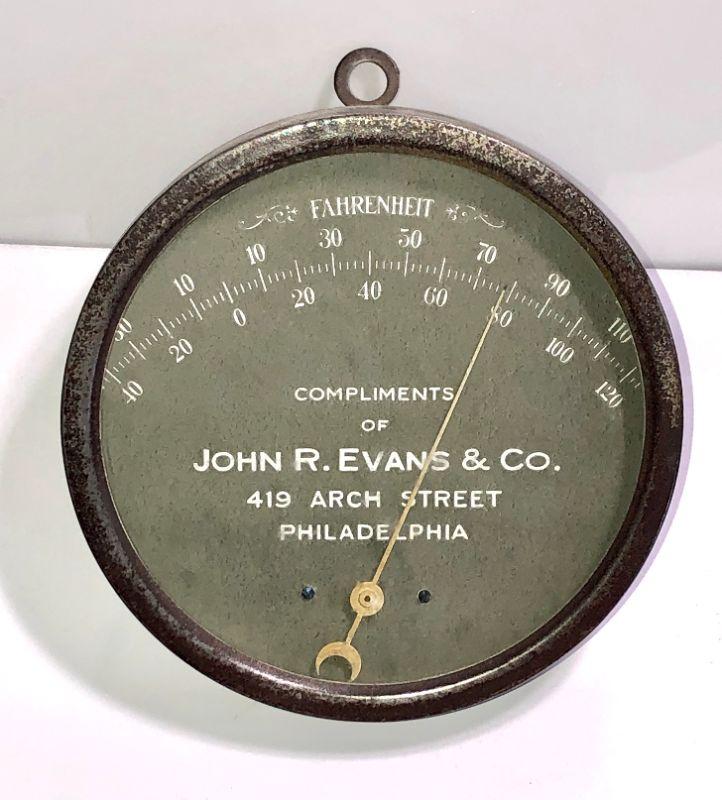 FAHRENHEIT
30 10 10 30 50 70 90 110
40 20 0 20 40 60 80 100 120
COMPLIMENTS
OF
JOHN R. EVANS & CO.
419 ARCH STREET
PHILADELPHIA